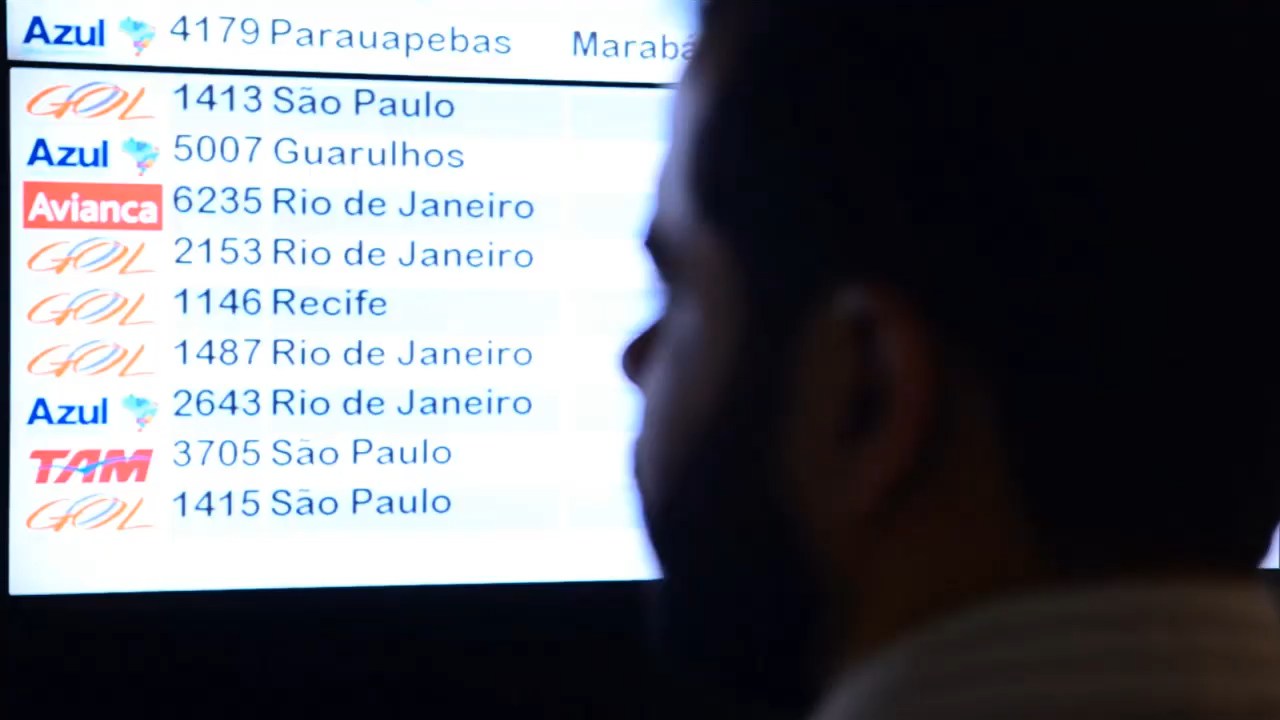 Azul 4179 Parauapebas Marabá
GOL 1413 São Paulo
Azul 5007 Guarulhos
Avianca 6235 Rio de Janeiro
GOL 2153 Rio de Janeiro
GOL 1146 Recife
GOL 1487 Rio de Janeiro
Azul 2643 Rio de Janeiro
TAM 3705 São Paulo
GOL 1415 São Paulo